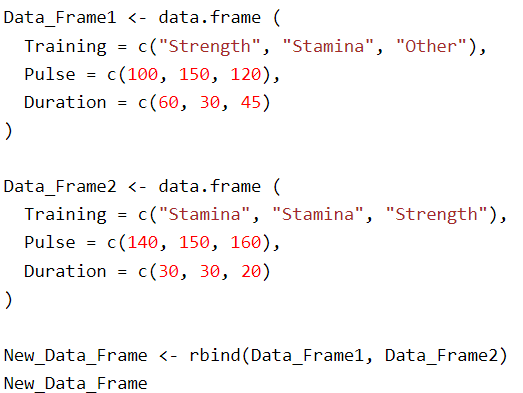 Data_Frame1 <- data.frame (
  Training = c("Strength", "Stamina", "Other"),
  Pulse = c(100, 150, 120),
  Duration = c(60, 30, 45)
)

Data_Frame2 <- data.frame (
  Training = c("Stamina", "Stamina", "Strength"),
  Pulse = c(140, 150, 160),
  Duration = c(30, 30, 20)
)

New_Data_Frame <- rbind(Data_Frame1, Data_Frame2)
New_Data_Frame